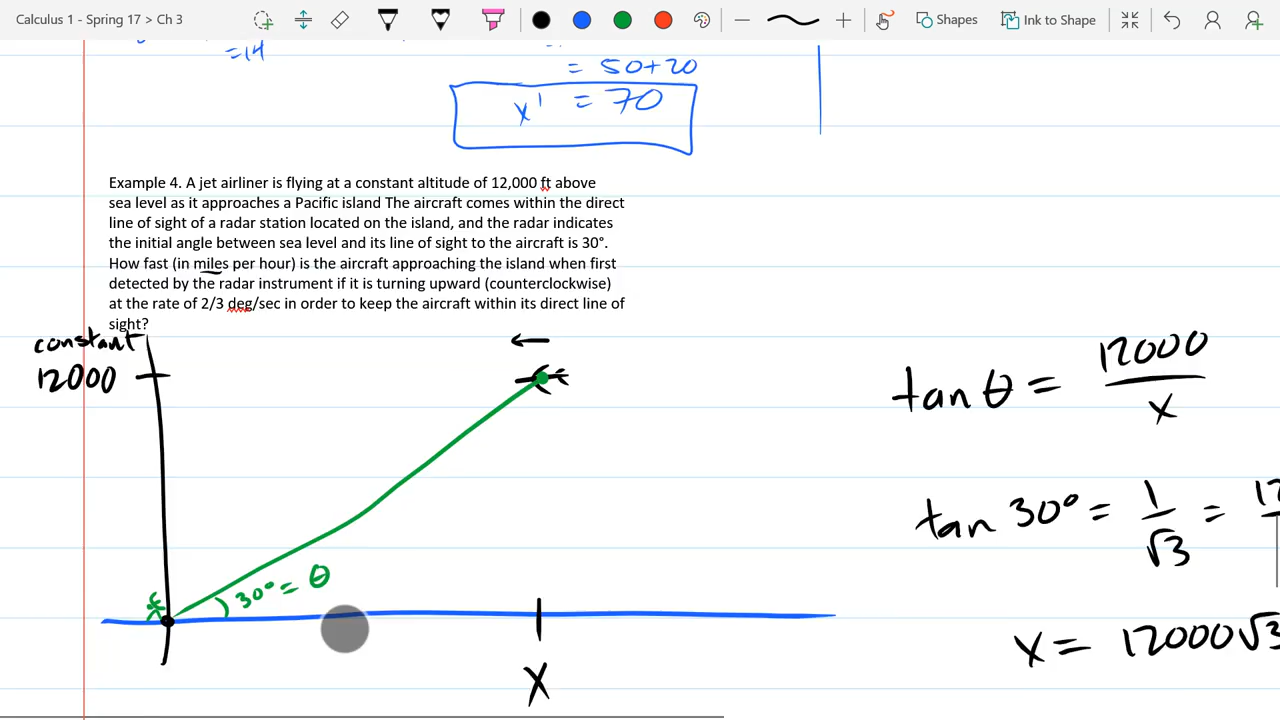 Calculus 1 - Spring 17 > Ch 3
Shapes
Ink to Shape
=14
= 50+20
x' = 70
Example 4. A jet airliner is flying at a constant altitude of 12,000 ft above
sea level as it approaches a Pacific island The aircraft comes within the direct
line of sight of a radar station located on the island, and the radar indicates
the initial angle between sea level and its line of sight to the aircraft is 30°.
How fast (in miles per hour) is the aircraft approaching the island when first
detected by the radar instrument if it is turning upward (counterclockwise)
at the rate of 2/3 deg/sec in order to keep the aircraft within its direct line of
sight?
constant
12000
30° = θ
x
tan θ = 12000 / x
tan 30° = 1 / √3 = 12
x = 12000√3